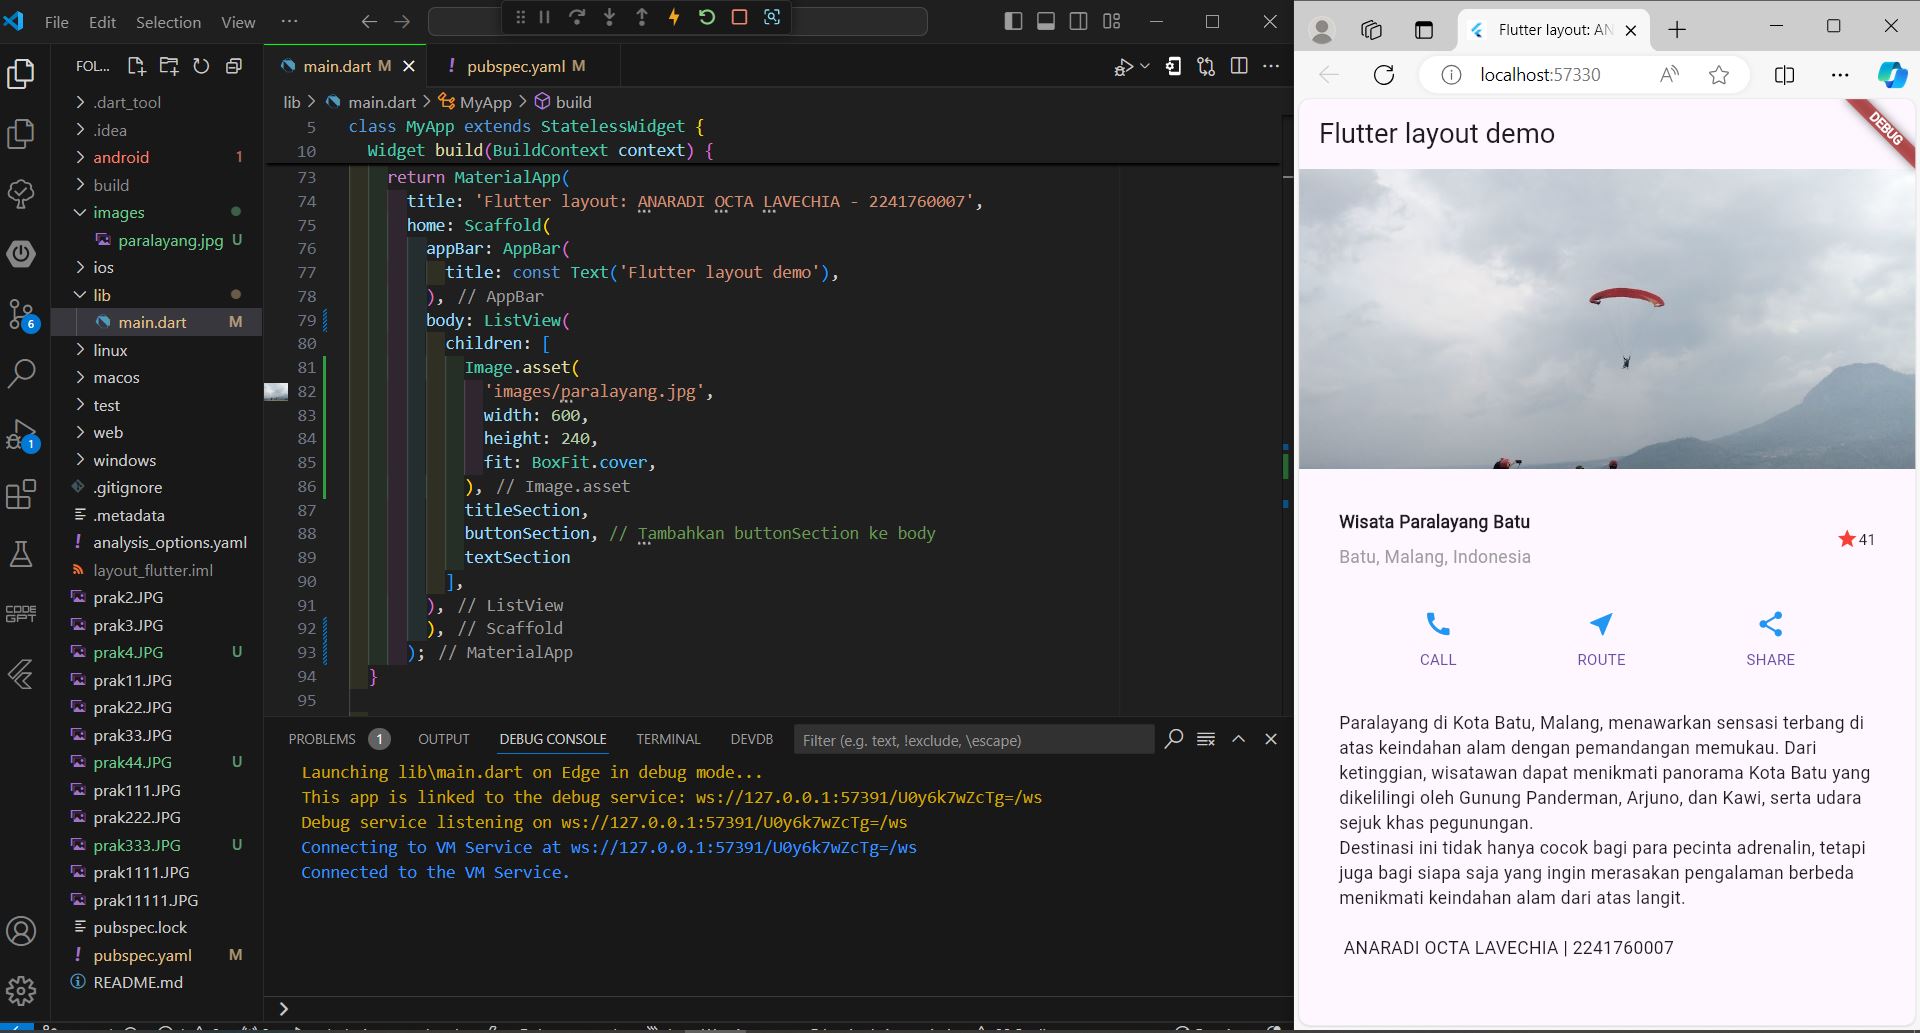 File Edit Selection View ···
FOL...
.dart_tool
.idea
android 1
build
images
paralayang.jpg U
ios
lib
main.dart M
linux
macos
test
web
windows
.gitignore
.metadata
analysis_options.yaml
layout_flutter.iml
prak2.JPG
prak3.JPG
prak4.JPG U
prak11.JPG
prak22.JPG
prak33.JPG
prak44.JPG U
prak111.JPG
prak222.JPG
prak333.JPG U
prak1111.JPG
prak11111.JPG
pubspec.lock
pubspec.yaml M
README.md
6
1
CODE
GPT
main.dart M
! pubspec.yaml M
lib > main.dart > MyApp > build
5 class MyApp extends StatelessWidget {
10 Widget build(BuildContext context) {
73 return MaterialApp(
74 title: 'Flutter layout: ANARADI OCTA LAVECHIA - 2241760007',
75 home: Scaffold(
76 appBar: AppBar(
77 title: const Text('Flutter layout demo'),
78 ), // AppBar
79 body: ListView(
80 children: [
81 Image.asset(
82 'images/paralayang.jpg',
83 width: 600,
84 height: 240,
85 fit: BoxFit.cover,
86 ), // Image.asset
87 titleSection,
88 buttonSection, // Tambahkan buttonSection ke body
89 textSection
90 ],
91 ), // ListView
92 ), // Scaffold
93 ); // MaterialApp
94 }
95
PROBLEMS 1 OUTPUT DEBUG CONSOLE TERMINAL DEVDB Filter (e.g. text, !exclude, \escape)
Launching lib\main.dart on Edge in debug mode...
This app is linked to the debug service: ws://127.0.0.1:57391/U0y6k7wZcTg=/ws
Debug service listening on ws://127.0.0.1:57391/U0y6k7wZcTg=/ws
Connecting to VM Service at ws://127.0.0.1:57391/U0y6k7wZcTg=/ws
Connected to the VM Service.
Flutter layout: AN
localhost:57330
Flutter layout demo
DEBUG
Wisata Paralayang Batu
Batu, Malang, Indonesia
41
CALL ROUTE SHARE
Paralayang di Kota Batu, Malang, menawarkan sensasi terbang di
atas keindahan alam dengan pemandangan memukau. Dari
ketinggian, wisatawan dapat menikmati panorama Kota Batu yang
dikelilingi oleh Gunung Panderman, Arjuno, dan Kawi, serta udara
sejuk khas pegunungan.
Destinasi ini tidak hanya cocok bagi para pecinta adrenalin, tetapi
juga bagi siapa saja yang ingin merasakan pengalaman berbeda
menikmati keindahan alam dari atas langit.
ANARADI OCTA LAVECHIA | 2241760007